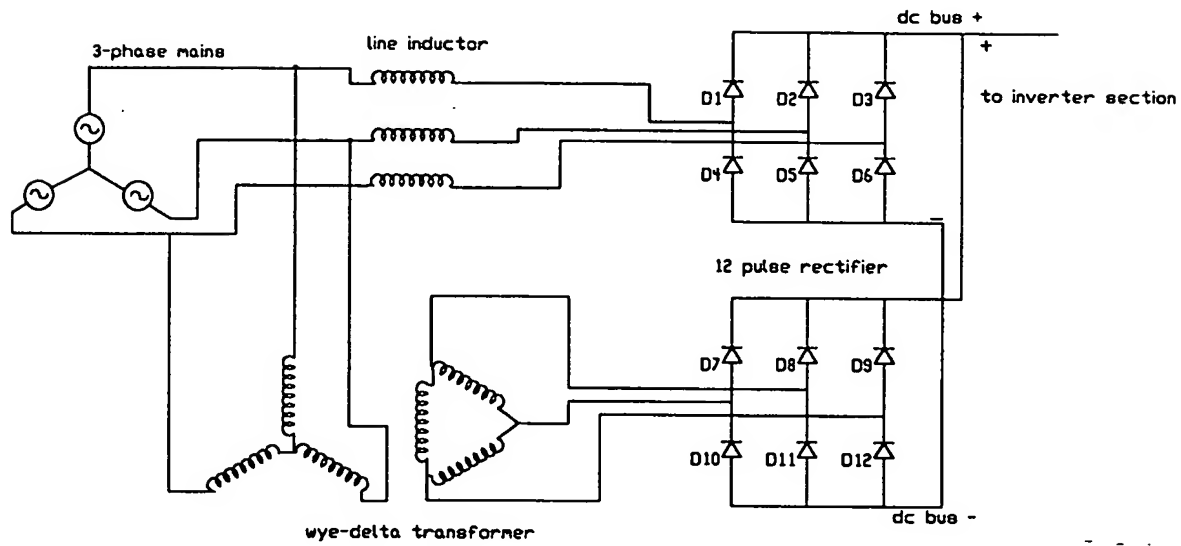 dc bus +
3-phase mains
line inductor
+
D1
D2
D3
to inverter section
D4
D5
D6
-
12 pulse rectifier
D7
D8
D9
D10
D11
D12
wye-delta transformer
dc bus -